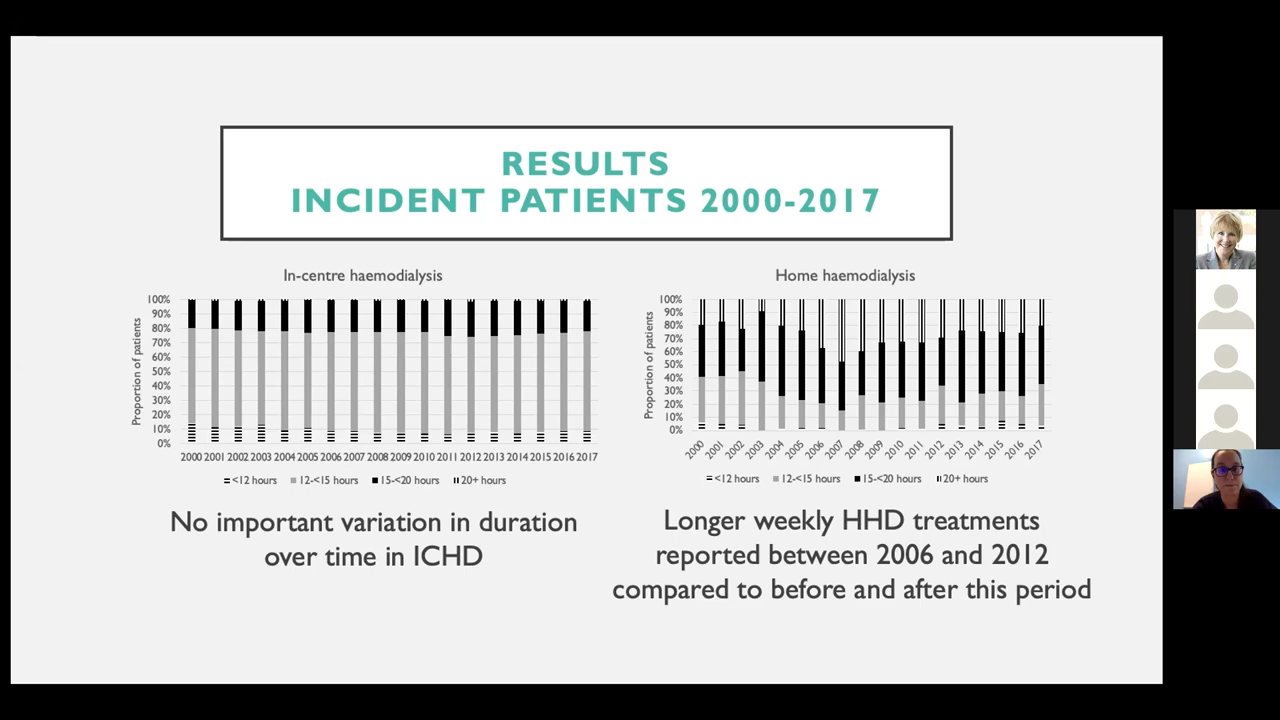 RESULTS
INCIDENT PATIENTS 2000-2017
In-centre haemodialysis
Proportion of patients
100%
90%
80%
70%
60%
50%
40%
30%
20%
10%
0%
2000 2001 2002 2003 2004 2005 2006 2007 2008 2009 2010 2011 2012 2013 2014 2015 2016 2017
<12 hours 12-<15 hours 15-<20 hours 20+ hours
No important variation in duration
over time in ICHD
Home haemodialysis
Proportion of patients
100%
90%
80%
70%
60%
50%
40%
30%
20%
10%
0%
2000 2001 2002 2003 2004 2005 2006 2007 2008 2009 2010 2011 2012 2013 2014 2015 2016 2017
<12 hours 12-<15 hours 15-<20 hours 20+ hours
Longer weekly HHD treatments
reported between 2006 and 2012
compared to before and after this period